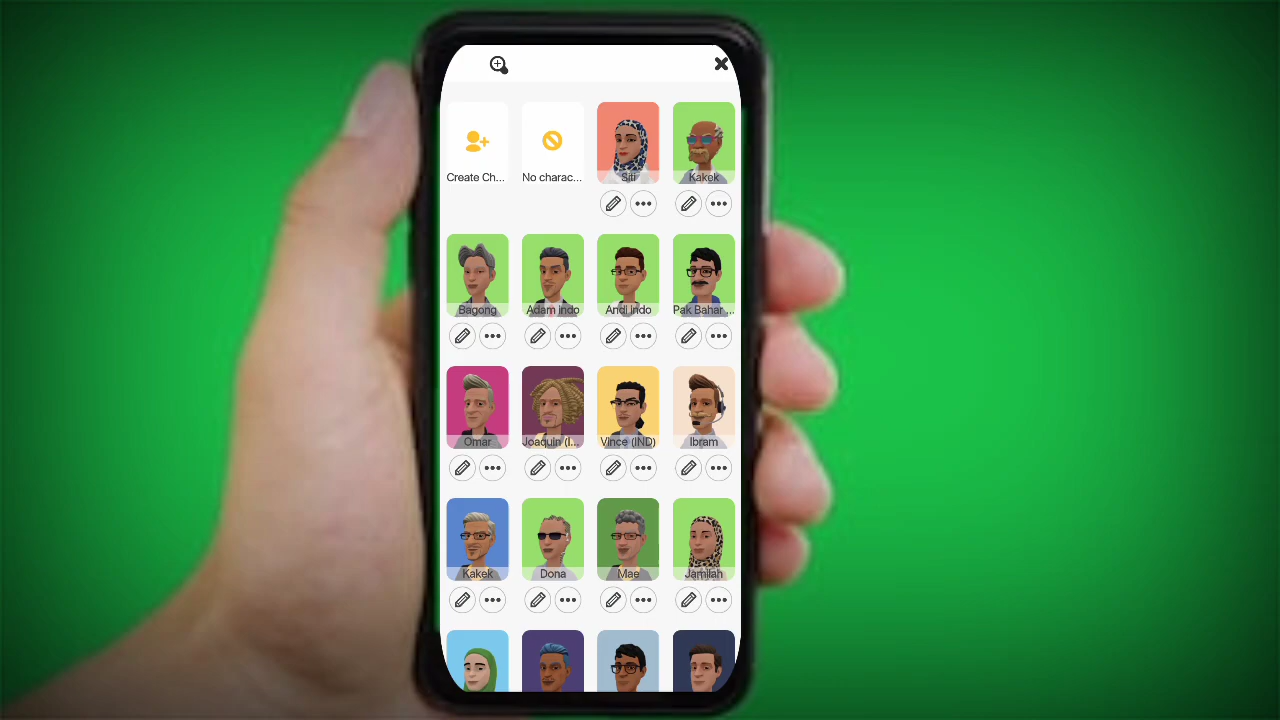 Create Ch...
No charac...
Siti
Kakek
Bagong
Adam indo
Andi Indo
Pak Bahar ...
Omar
Joaquin (I...
Vince (IND)
Ibram
Kakek
Dona
Mae
Jamilah